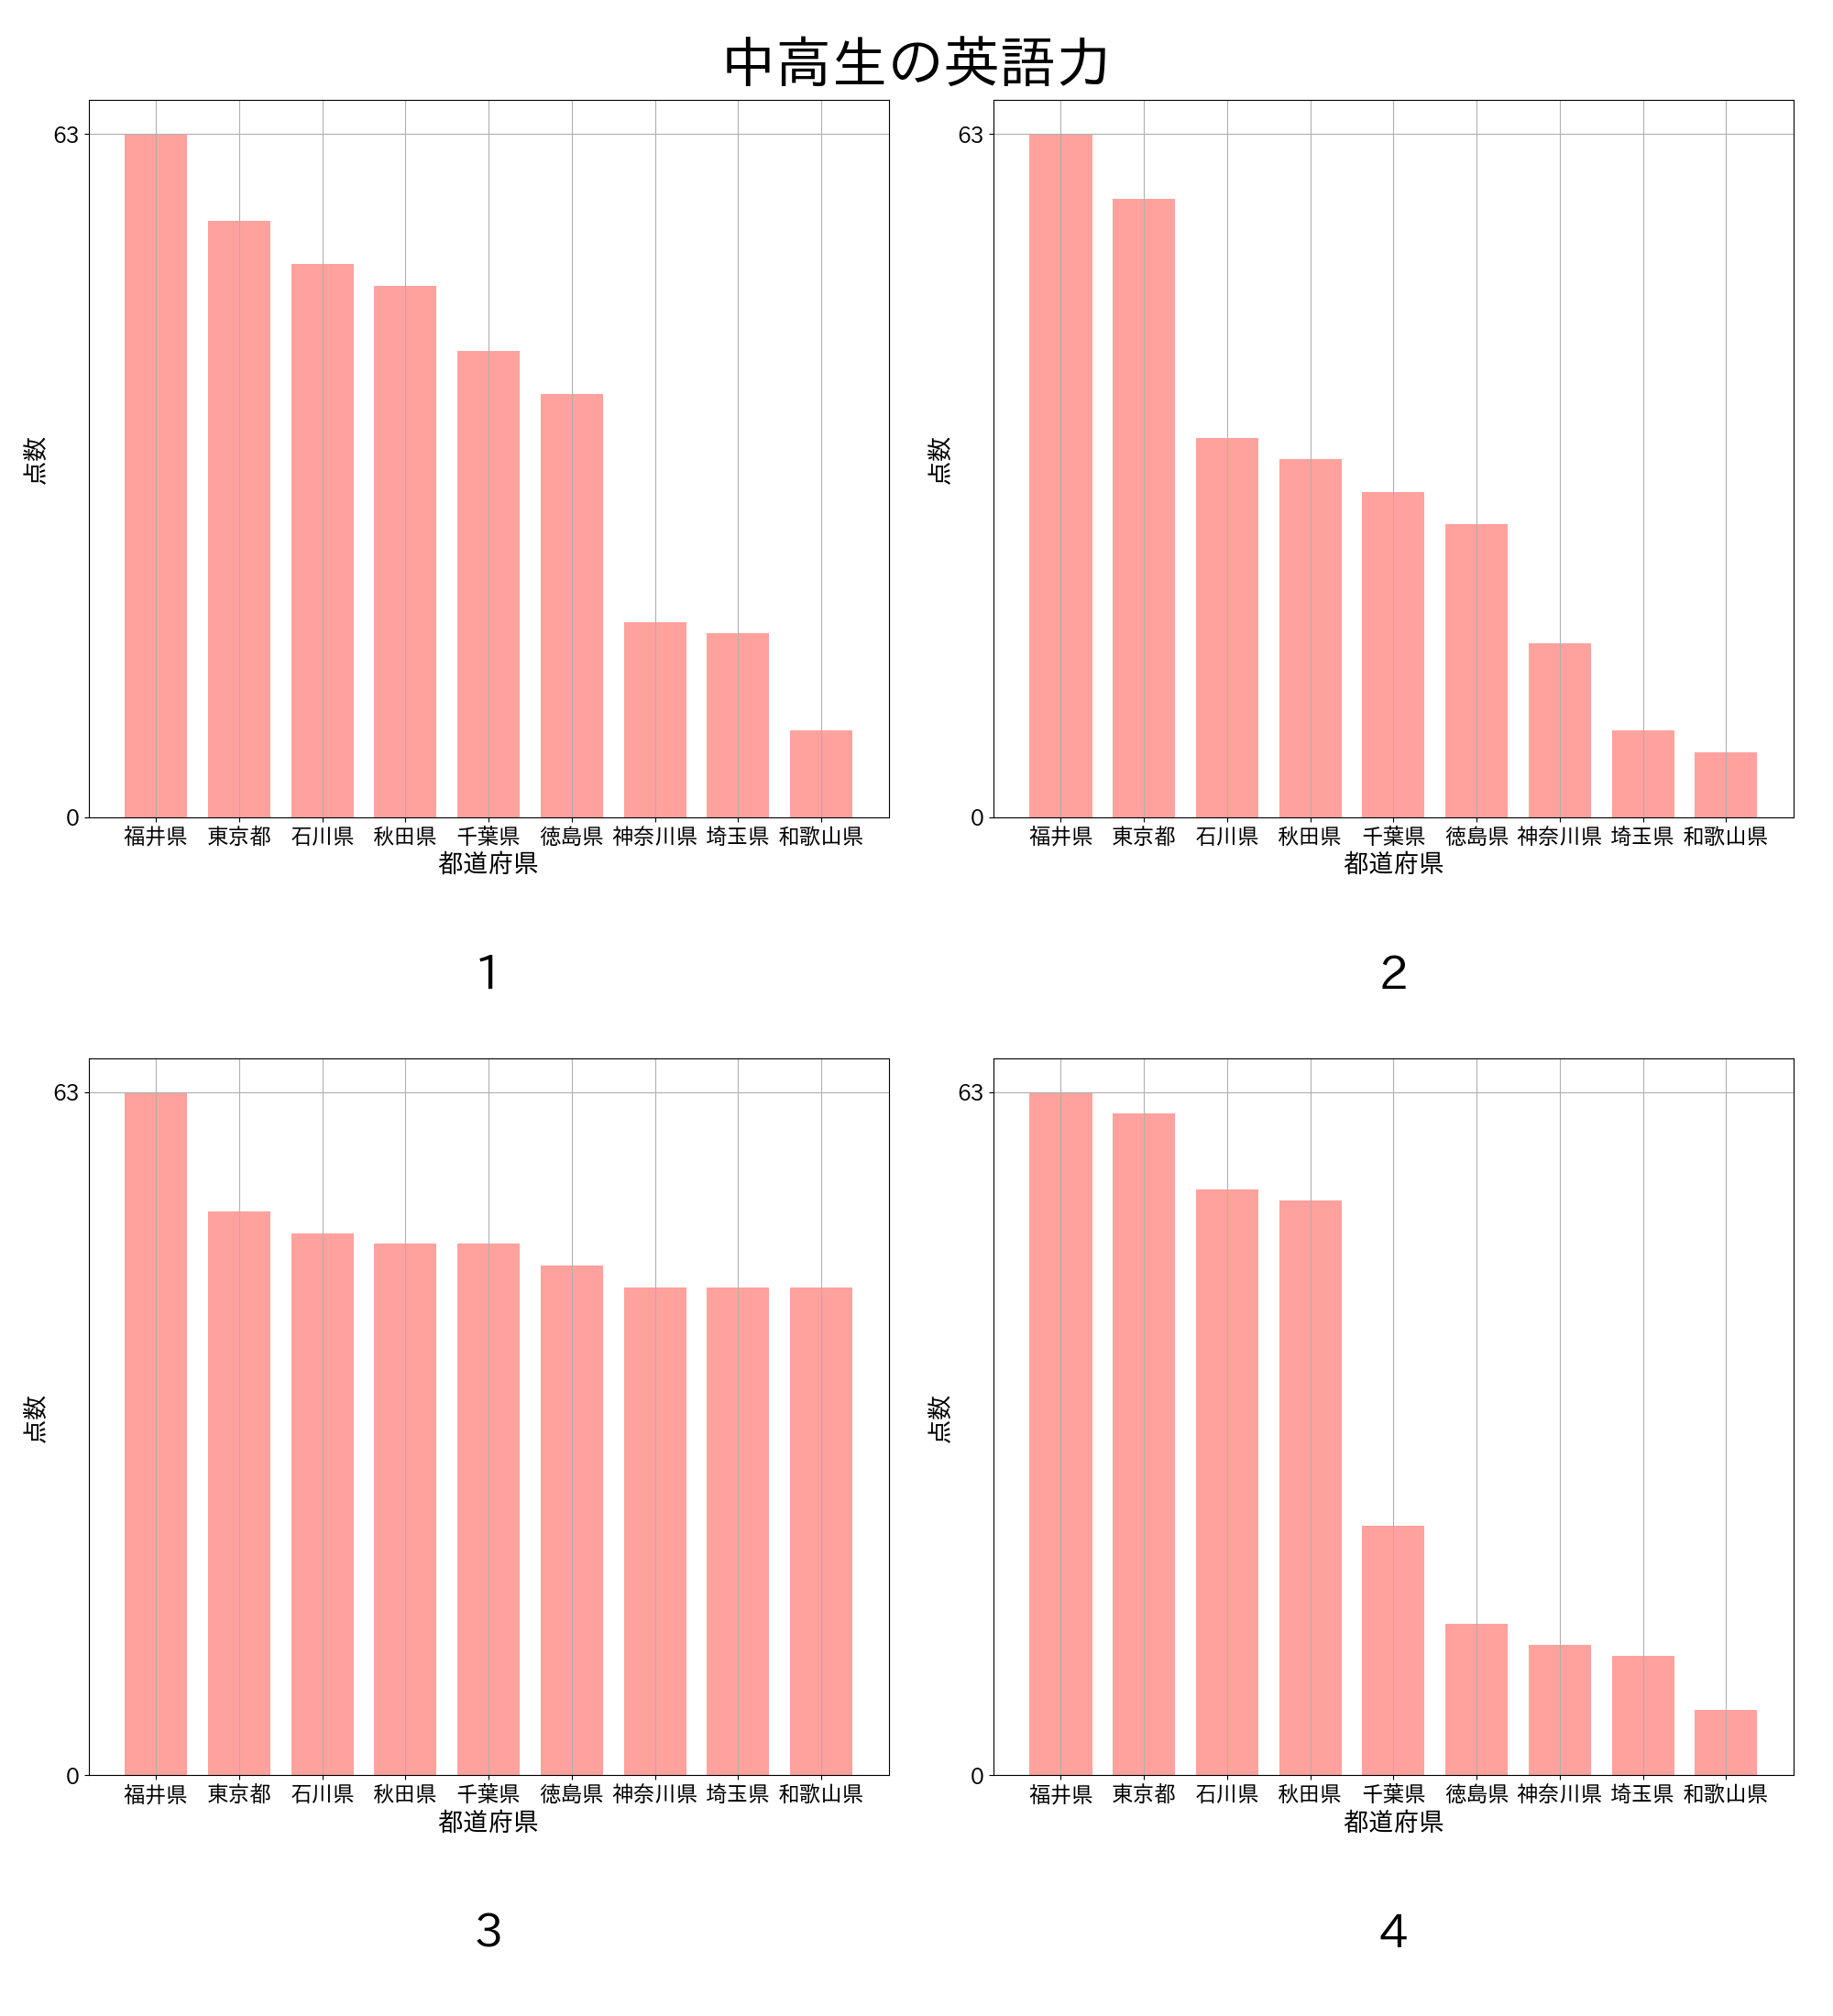 中高生の英語力
63
点数
0
福井県 東京都 石川県 秋田県 千葉県 徳島県 神奈川県 埼玉県 和歌山県
都道府県
1
63
点数
0
福井県 東京都 石川県 秋田県 千葉県 徳島県 神奈川県 埼玉県 和歌山県
都道府県
2
63
点数
0
福井県 東京都 石川県 秋田県 千葉県 徳島県 神奈川県 埼玉県 和歌山県
都道府県
3
63
点数
0
福井県 東京都 石川県 秋田県 千葉県 徳島県 神奈川県 埼玉県 和歌山県
都道府県
4